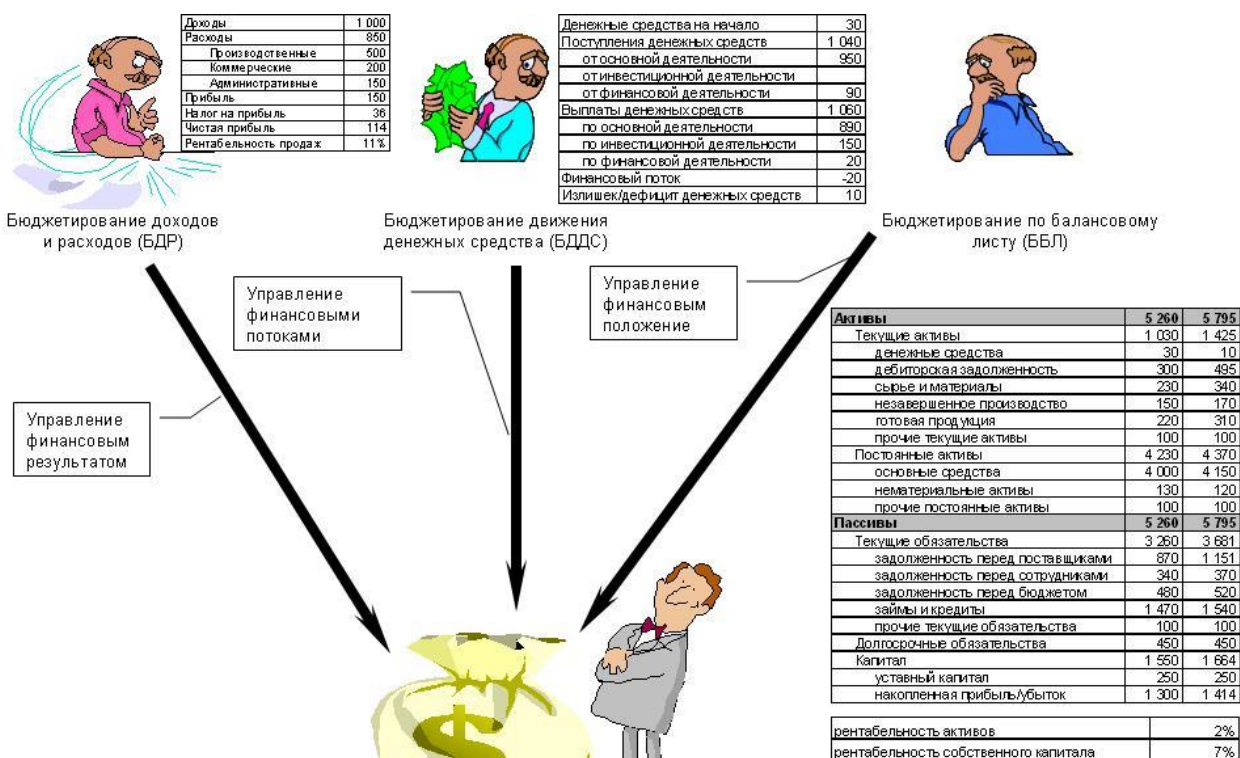 Доходы 1 000
Расходы 850
Производственные 500
Коммерческие 200
Административные 150
Прибыль 150
Налог на прибыль 36
Чистая прибыль 114
Рентабельность продаж 11%
Денежные средства на начало 30
Поступления денежных средств 1 040
от основной деятельности 950
от инвестиционной деятельности
от финансовой деятельности 90
Выплаты денежных средств 1 060
по основной деятельности 890
по инвестиционной деятельности 150
по финансовой деятельности 20
Финансовый поток -20
Излишек/дефицит денежных средств 10
Бюджетирование доходов
и расходов (БДР)
Бюджетирование движения
денежных средства (БДДС)
Бюджетирование по балансовому
листу (ББЛ)
Управление
финансовым
результатом
Управление
финансовыми
потоками
Управление
финансовым
положение
Активы 5 260 5 795
Текущие активы 1 030 1 425
денежные средства 30 10
дебиторская задолженность 300 495
сырье и материалы 230 340
незавершенное производство 150 170
готовая продукция 220 310
прочие текущие активы 100 100
Постоянные активы 4 230 4 370
основные средства 4 000 4 150
нематериальные активы 130 120
прочие постоянные активы 100 100
Пассивы 5 260 5 795
Текущие обязательства 3 260 3 681
задолженность перед поставщиками 870 1 151
задолженность перед сотрудниками 340 370
задолженность перед бюджетом 480 520
займы и кредиты 1 470 1 540
прочие текущие обязательства 100 100
Долгосрочные обязательства 450 450
Капитал 1 550 1 664
уставный капитал 250 250
накопленная прибыль/убыток 1 300 1 414
рентабельность активов 2%
рентабельность собственного капитала 7%
$